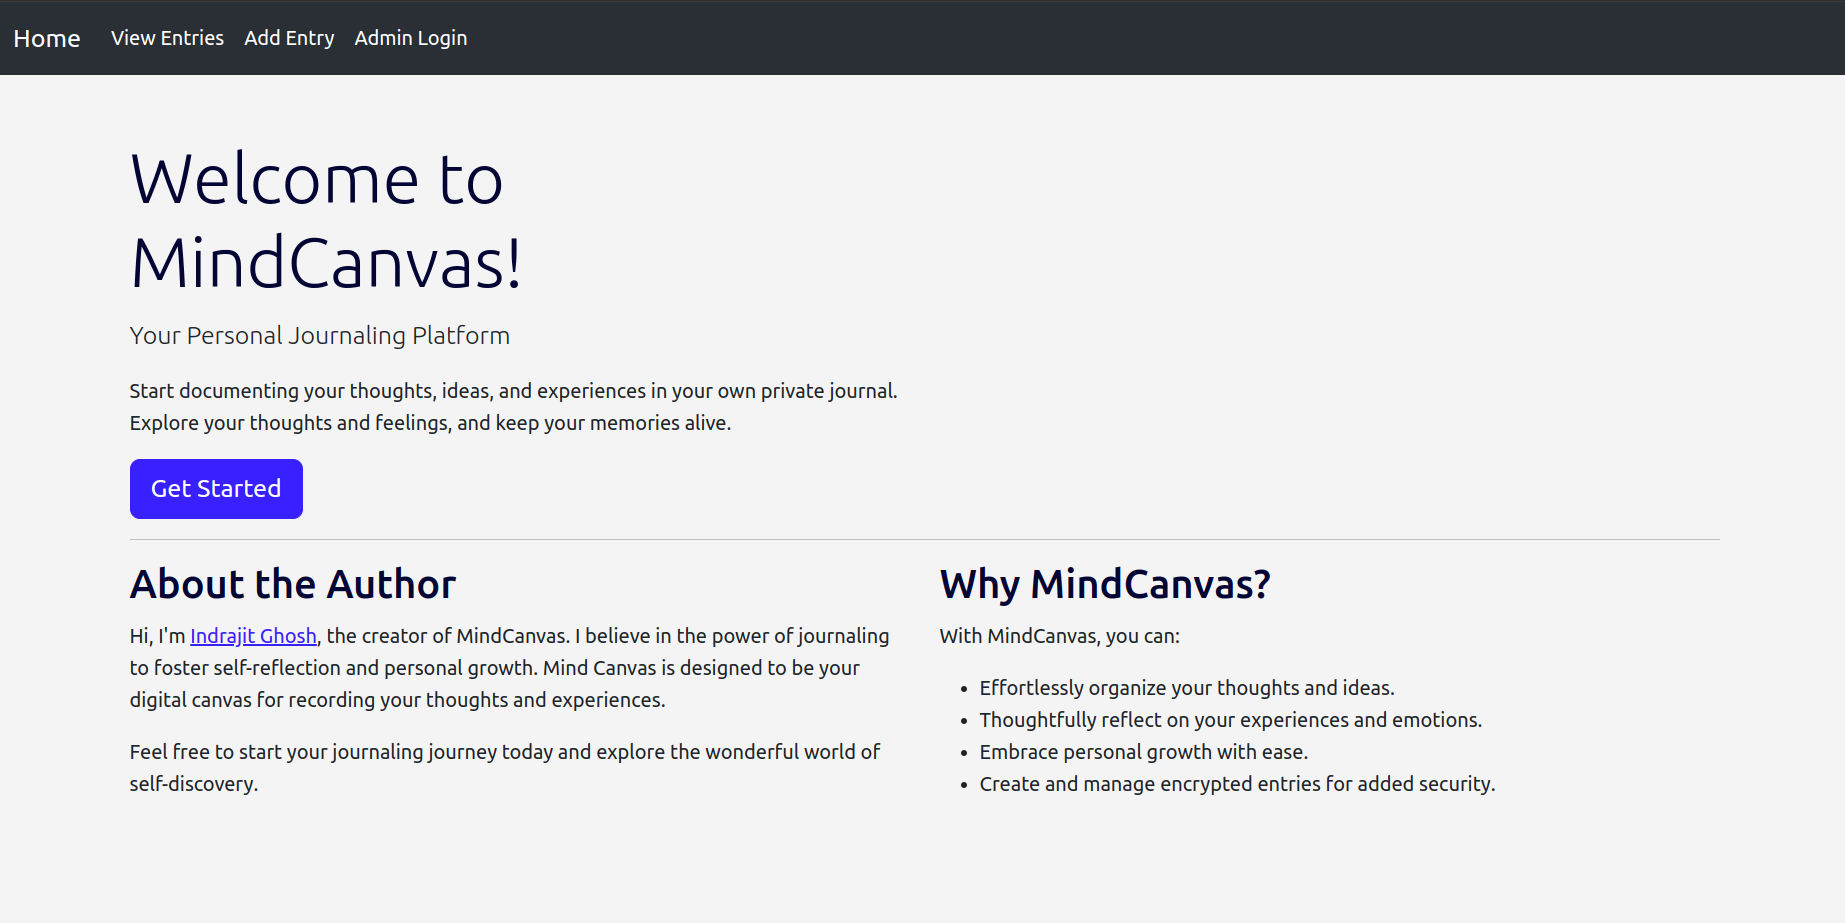 Home View Entries Add Entry Admin Login
Welcome to
MindCanvas!
Your Personal Journaling Platform
Start documenting your thoughts, ideas, and experiences in your own private journal.
Explore your thoughts and feelings, and keep your memories alive.
Get Started
About the Author
Hi, I'm Indrajit Ghosh, the creator of MindCanvas. I believe in the power of journaling
to foster self-reflection and personal growth. Mind Canvas is designed to be your
digital canvas for recording your thoughts and experiences.
Feel free to start your journaling journey today and explore the wonderful world of
self-discovery.
Why MindCanvas?
With MindCanvas, you can:
• Effortlessly organize your thoughts and ideas.
• Thoughtfully reflect on your experiences and emotions.
• Embrace personal growth with ease.
• Create and manage encrypted entries for added security.